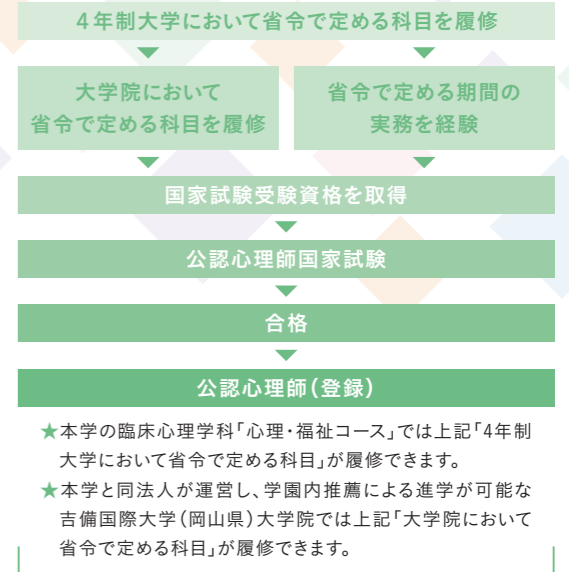 4年制大学において省令で定める科目を履修
大学院において
省令で定める科目を履修
省令で定める期間の
実務を経験
国家試験受験資格を取得
公認心理師国家試験
合格
公認心理師(登録)
★本学の臨床心理学科「心理・福祉コース」では上記「4年制
大学において省令で定める科目」が履修できます。
★本学と同法人が運営し、学園内推薦による進学が可能な
吉備国際大学(岡山県)大学院では上記「大学院において
省令で定める科目」が履修できます。